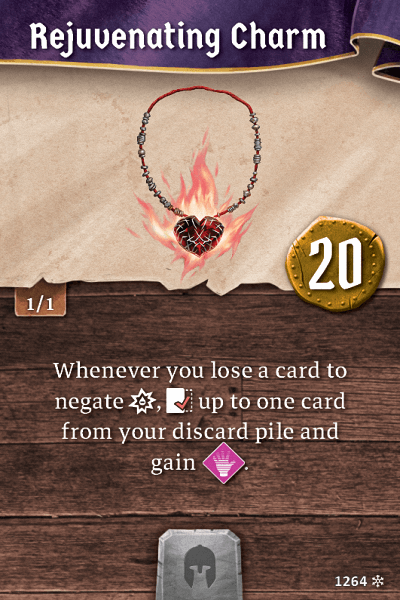 Rejuvenating Charm
20
1/1
Whenever you lose a card to
negate , up to one card
from your discard pile and
gain .
1264